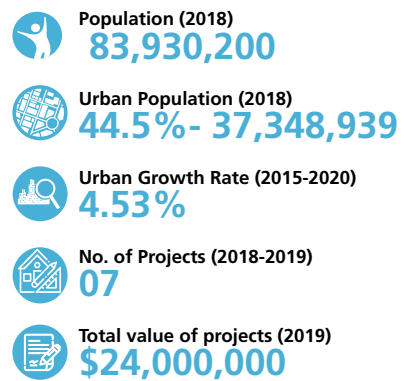 Population (2018)
83,930,200
Urban Population (2018)
44.5%- 37,348,939
Urban Growth Rate (2015-2020)
4.53%
No. of Projects (2018-2019)
07
Total value of projects (2019)
$24,000,000